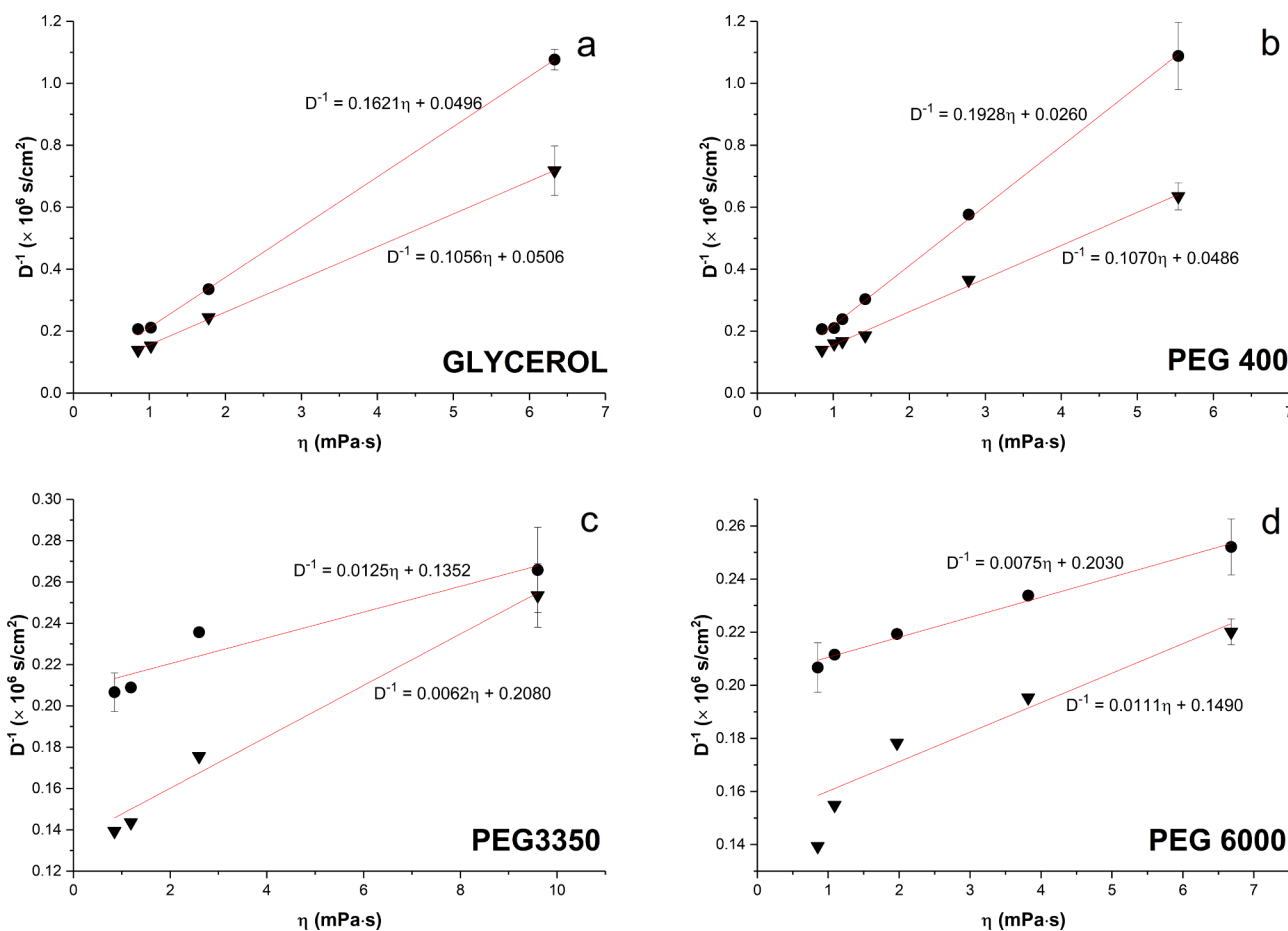 a
1.2
1.0
0.8
0.6
0.4
0.2
0.0
D⁻¹ (× 10⁶ s/cm²)
D⁻¹ = 0.1621η + 0.0496
D⁻¹ = 0.1056η + 0.0506
GLYCEROL
0 1 2 3 4 5 6 7
η (mPa·s)
b
1.2
1.0
0.8
0.6
0.4
0.2
0.0
D⁻¹ (× 10⁶ s/cm²)
D⁻¹ = 0.1928η + 0.0260
D⁻¹ = 0.1070η + 0.0486
PEG 400
0 1 2 3 4 5 6 7
η (mPa·s)
c
0.30
0.28
0.26
0.24
0.22
0.20
0.18
0.16
0.14
0.12
D⁻¹ (× 10⁶ s/cm²)
D⁻¹ = 0.0125η + 0.1352
D⁻¹ = 0.0062η + 0.2080
PEG3350
0 2 4 6 8 10
η (mPa·s)
d
0.26
0.24
0.22
0.20
0.18
0.16
0.14
D⁻¹ (× 10⁶ s/cm²)
D⁻¹ = 0.0075η + 0.2030
D⁻¹ = 0.0111η + 0.1490
PEG 6000
0 1 2 3 4 5 6 7
η (mPa·s)